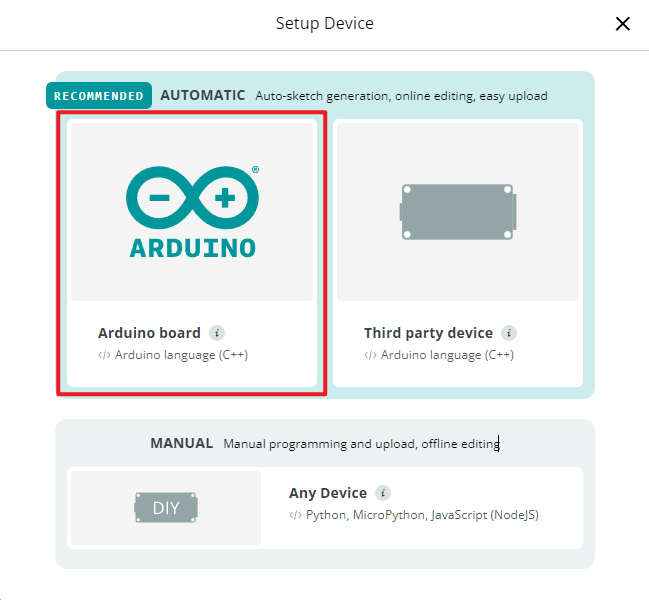 Setup Device
RECOMMENDED AUTOMATIC Auto-sketch generation, online editing, easy upload
ARDUINO
Arduino board
</> Arduino language (C++)
Third party device
</> Arduino language (C++)
MANUAL Manual programming and upload, offline editing
DIY
Any Device
</> Python, MicroPython, JavaScript (NodeJS)